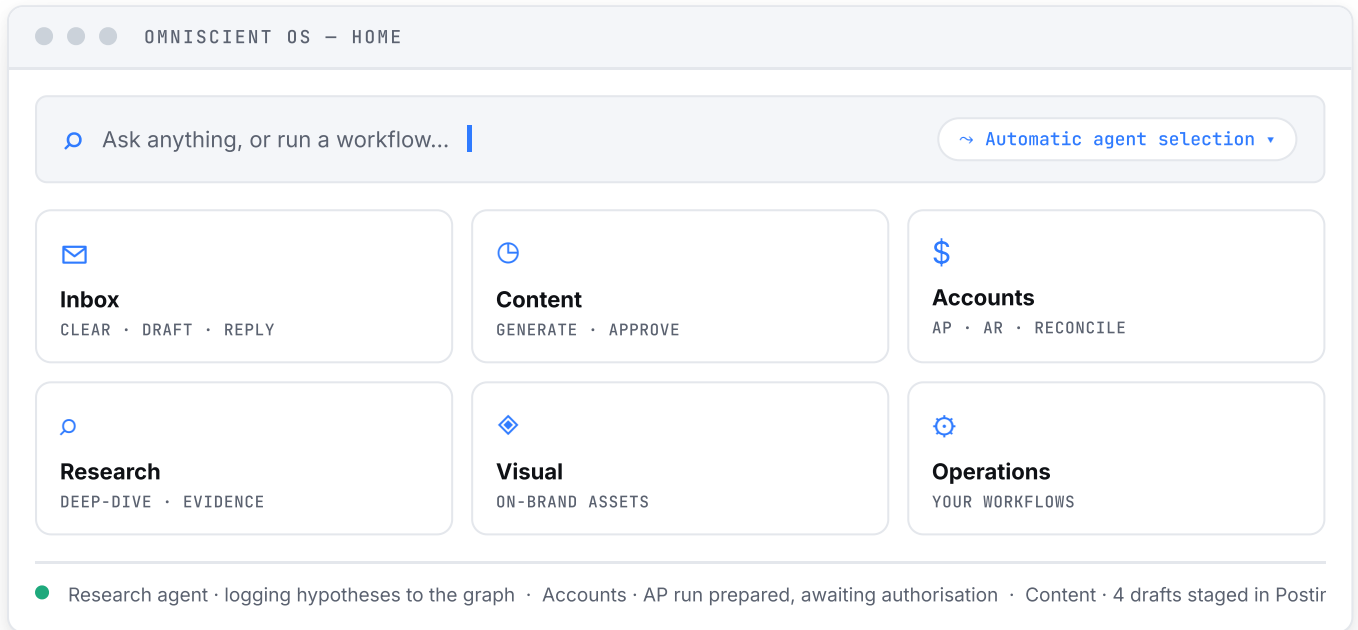 OMNISCIENT OS — HOME
Ask anything, or run a workflow...
⤳ Automatic agent selection ▾
Inbox
CLEAR · DRAFT · REPLY
Content
GENERATE · APPROVE
$
Accounts
AP · AR · RECONCILE
Research
DEEP-DIVE · EVIDENCE
Visual
ON-BRAND ASSETS
Operations
YOUR WORKFLOWS
Research agent · logging hypotheses to the graph · Accounts · AP run prepared, awaiting authorisation · Content · 4 drafts staged in